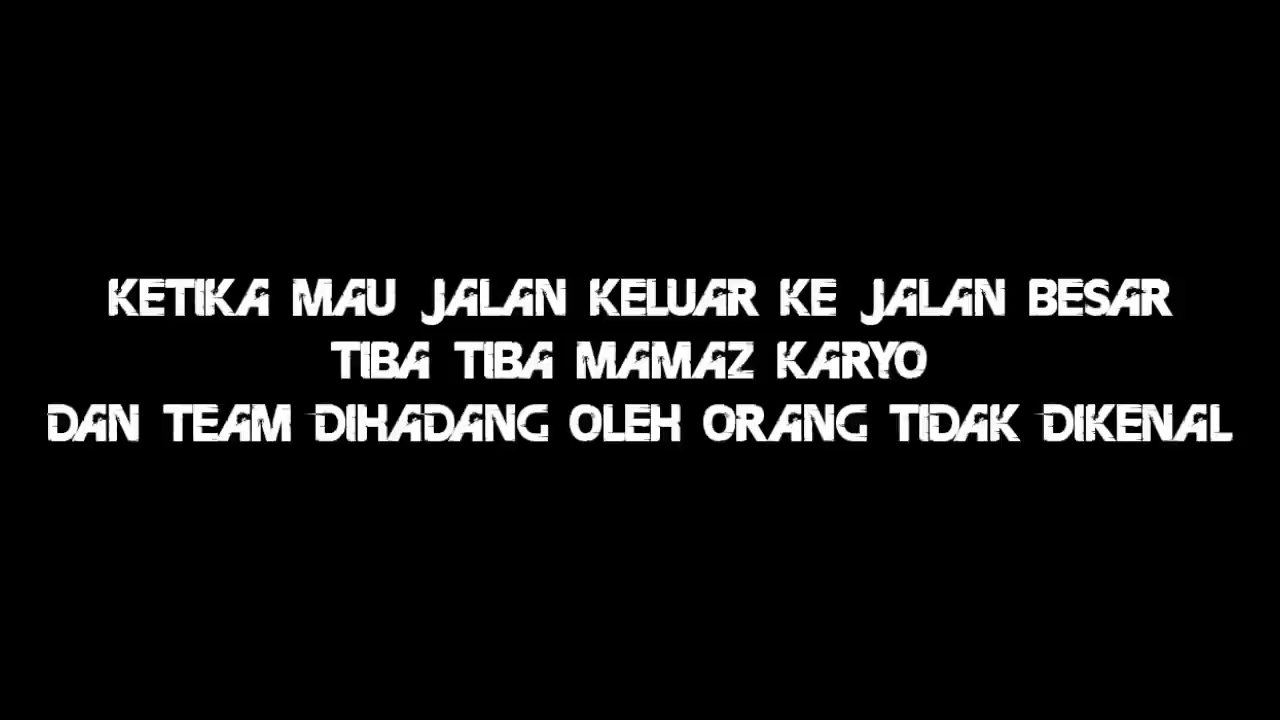 KETIKA MAU JALAN KELUAR KE JALAN BESAR
TIBA TIBA MAMAZ KARYO
DAN TEAM DIHADANG OLEH ORANG TIDAK DIKENAL